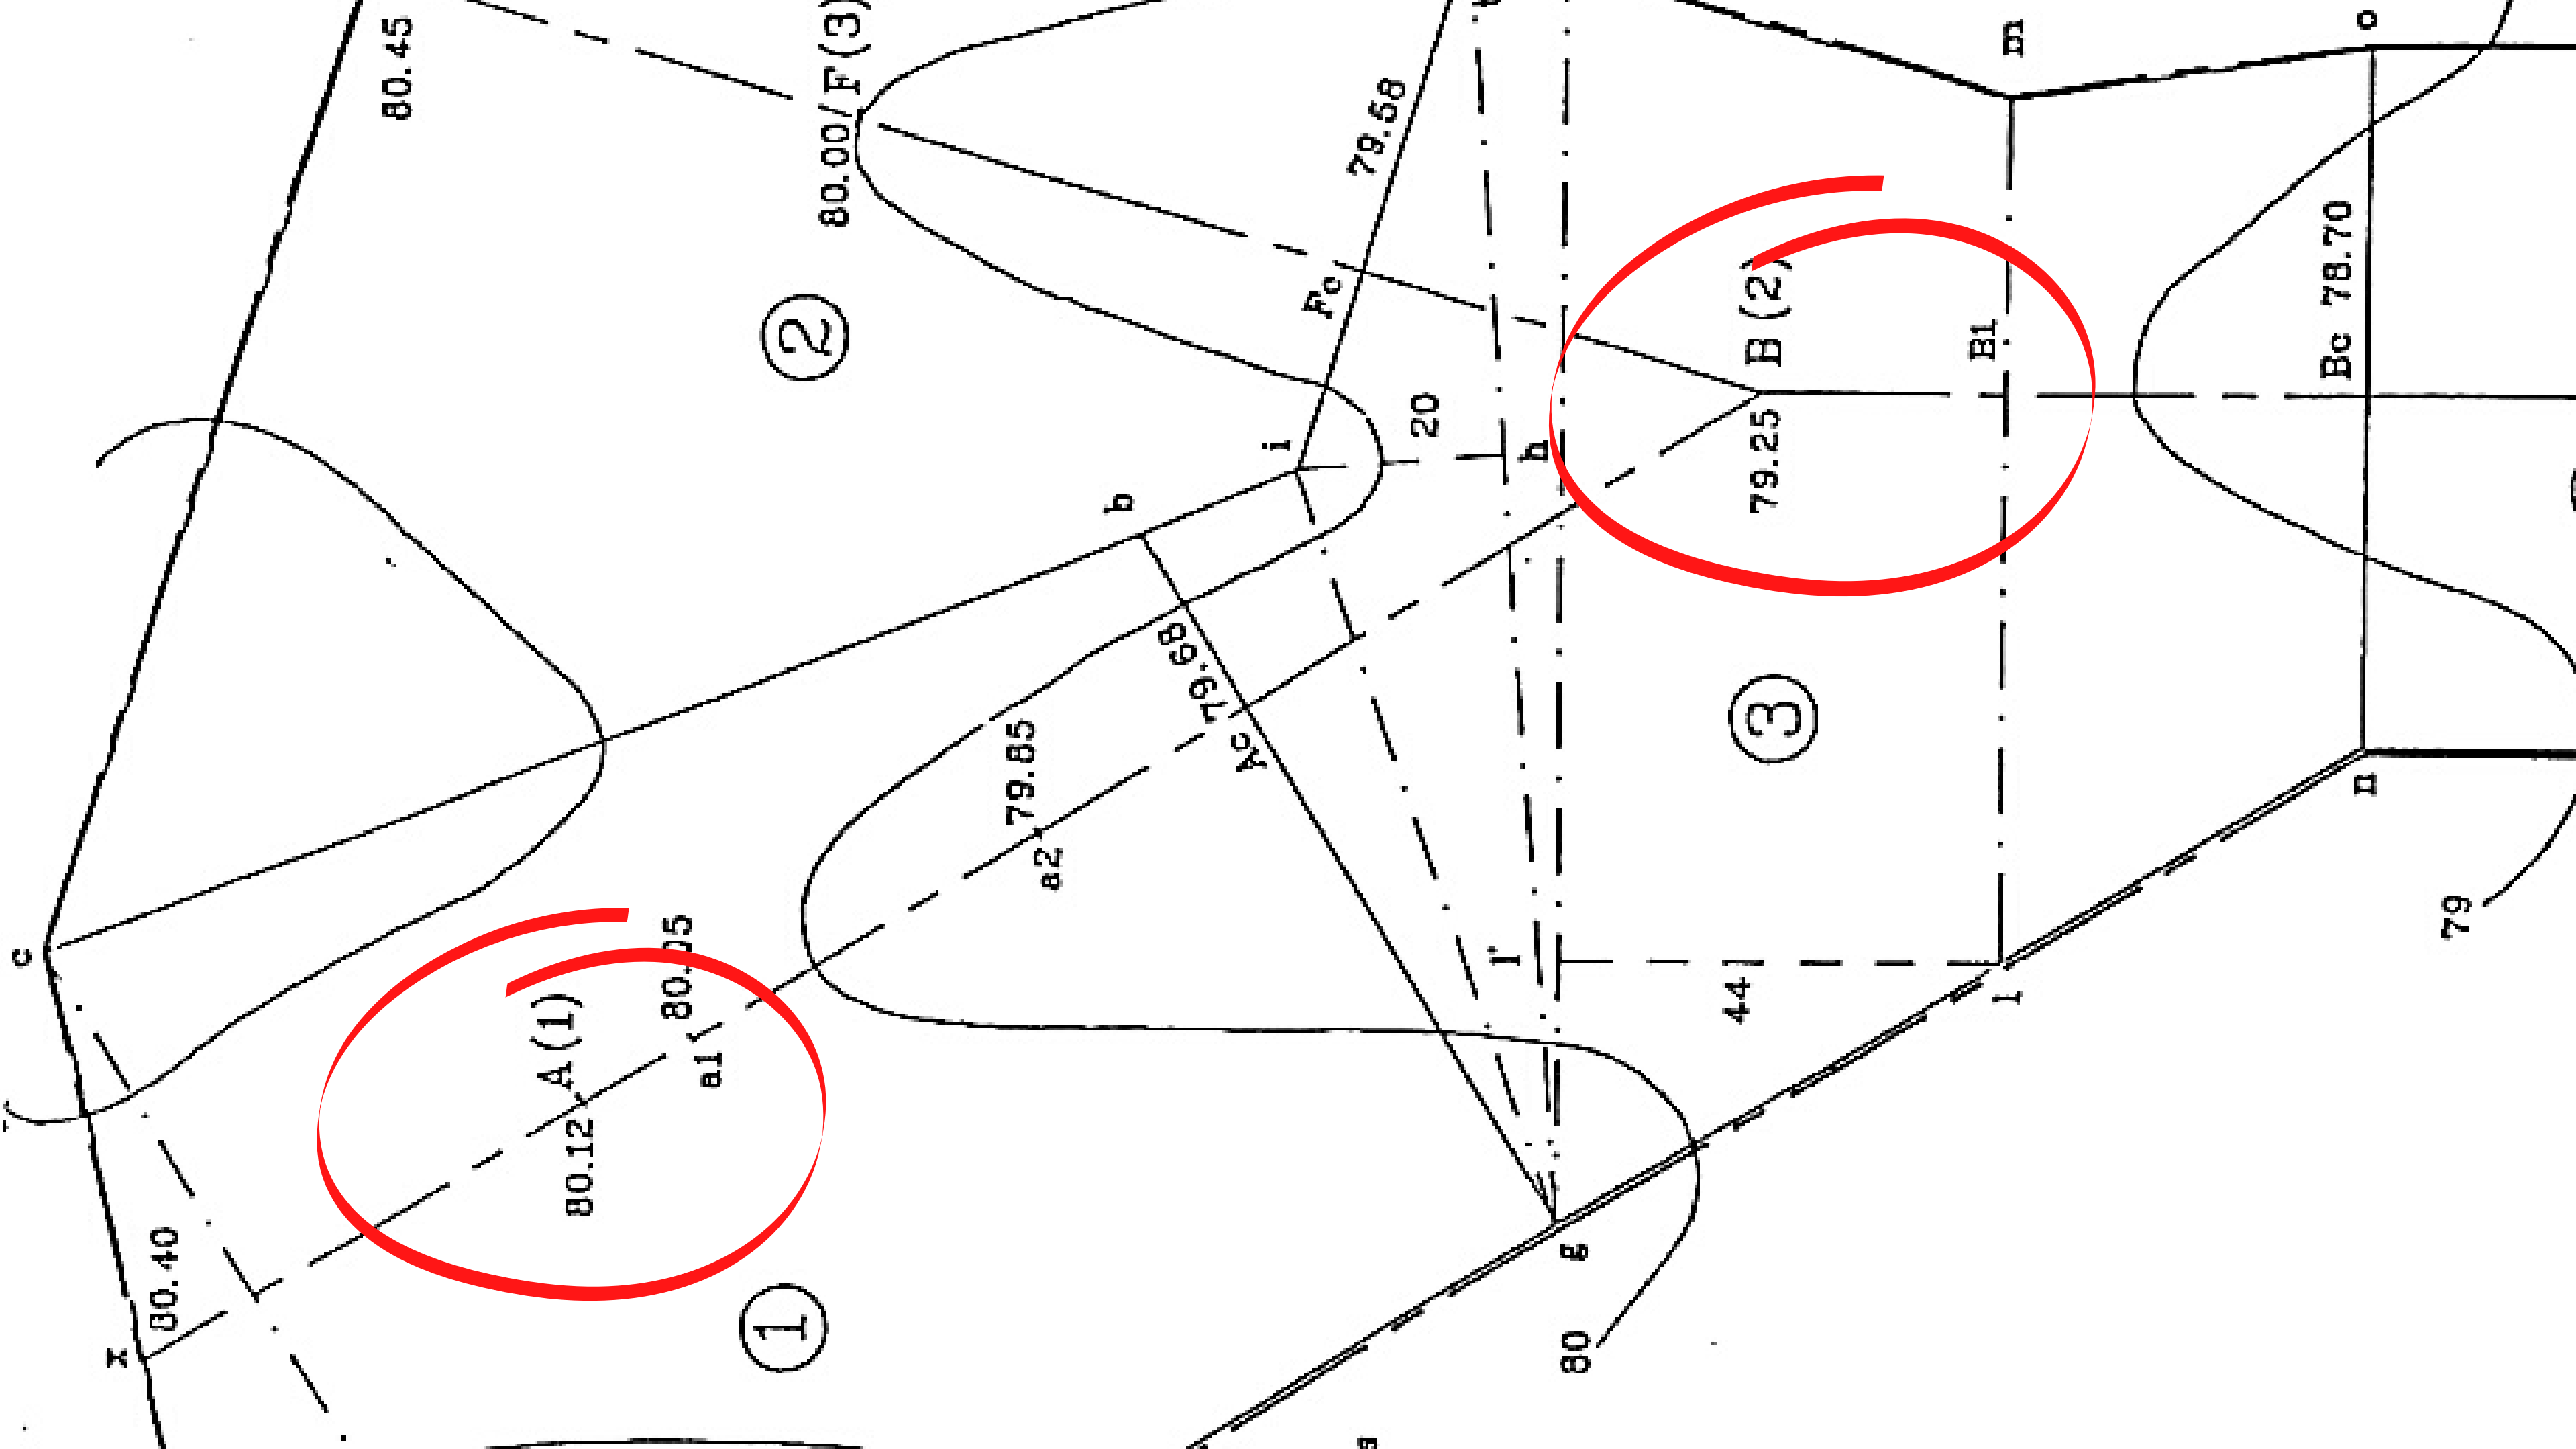 80.45
80.00/F(3)
79.58
m
o
2
Fc
B(2)
B1
Bc 78.70
20
i
h
79.25
b
79.68
Ac
79.85
a2
3
n
c
A(1)
80.05
a1
80.12
l'
44
l
79
80.40
x
1
g
80